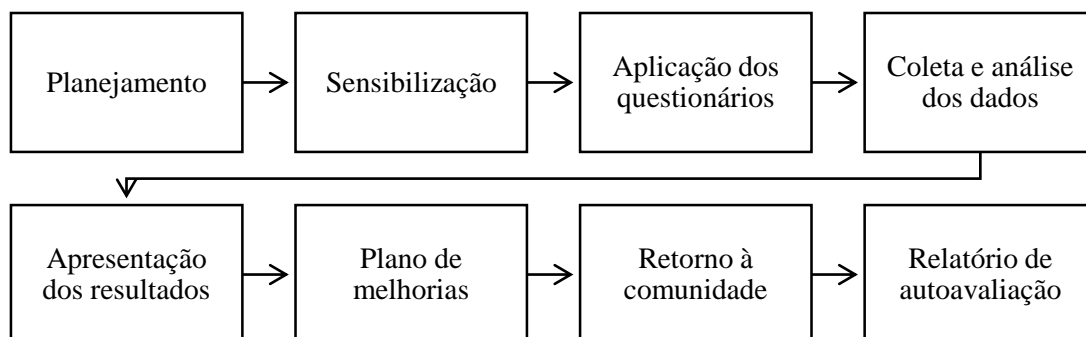 Planejamento
Sensibilização
Aplicação dos
questionários
Coleta e análise
dos dados
Apresentação
dos resultados
Plano de
melhorias
Retorno à
comunidade
Relatório de
autoavaliação